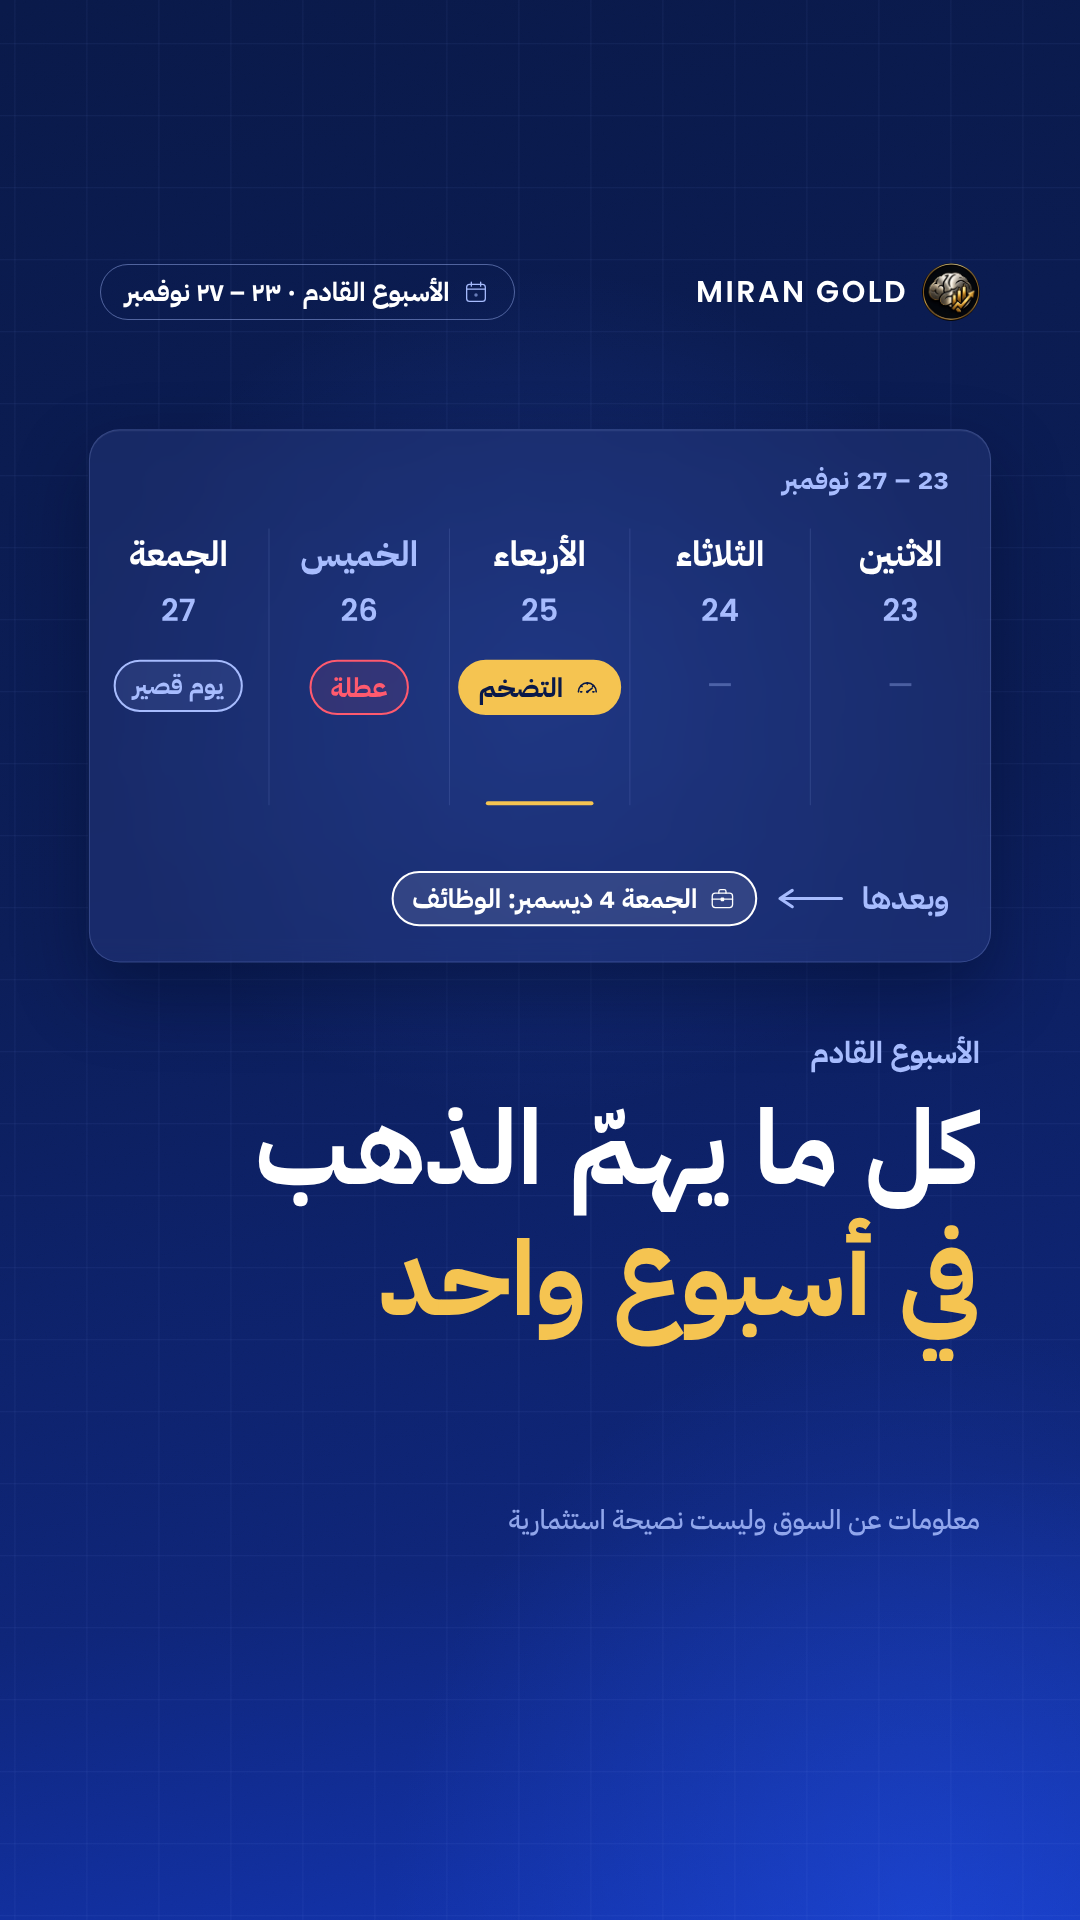 MIRAN GOLD
الأسبوع القادم · ٢٣ – ٢٧ نوفمبر
23 – 27 نوفمبر
الاثنين الثلاثاء الأربعاء الخميس الجمعة
23 24 25 26 27
– – التضخم عطلة يوم قصير
وبعدها ← الجمعة 4 ديسمبر: الوظائف
الأسبوع القادم
كل ما يهمّ الذهب
في أسبوع واحد
معلومات عن السوق وليست نصيحة استثمارية